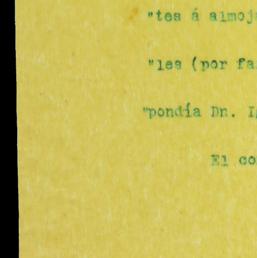 "tes á almoj
"les (por fa
"pondía Dn. I
El co